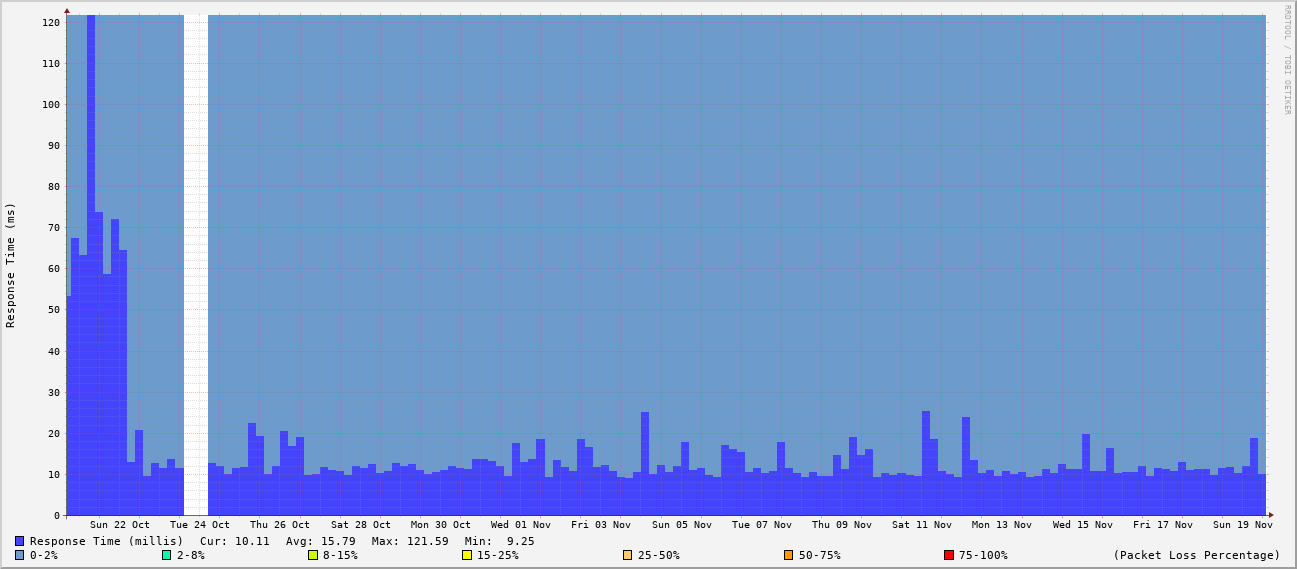 RRDTOOL / TOBI OETIKER
Response Time (ms)
120
110
100
90
80
70
60
50
40
30
20
10
0
Sun 22 Oct Tue 24 Oct Thu 26 Oct Sat 28 Oct Mon 30 Oct Wed 01 Nov Fri 03 Nov Sun 05 Nov Tue 07 Nov Thu 09 Nov Sat 11 Nov Mon 13 Nov Wed 15 Nov Fri 17 Nov Sun 19 Nov
Response Time (millis) Cur: 10.11 Avg: 15.79 Max: 121.59 Min: 9.25
0-2% 2-8% 8-15% 15-25% 25-50% 50-75% 75-100% (Packet Loss Percentage)